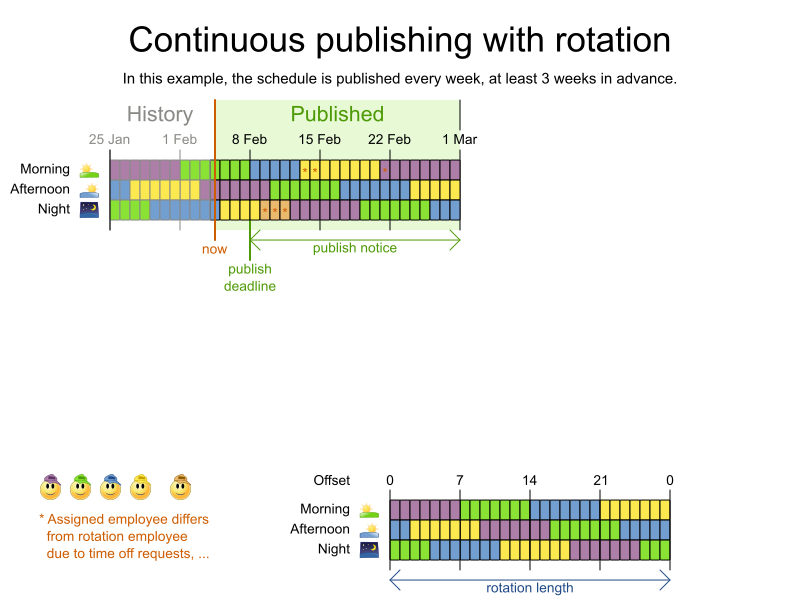 Continuous publishing with rotation
In this example, the schedule is published every week, at least 3 weeks in advance.
History
Published
25 Jan 1 Feb 8 Feb 15 Feb 22 Feb 1 Mar
Morning * * *
Afternoon
Night * * *
now
publish notice
publish
deadline
Offset 0 7 14 21 0
Morning
Afternoon
Night
rotation length
* Assigned employee differs
from rotation employee
due to time off requests, ...